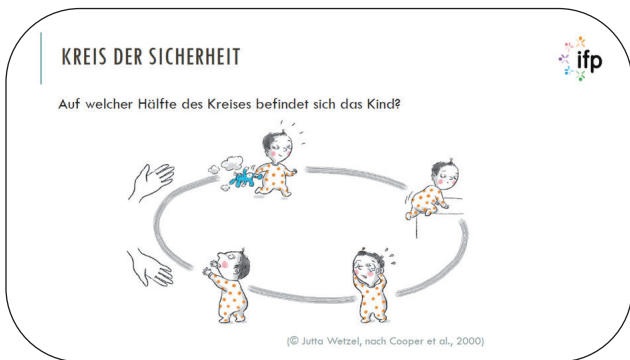 KREIS DER SICHERHEIT
ifp
Auf welcher Hälfte des Kreises befindet sich das Kind?
(© Jutta Wetzel, nach Cooper et al., 2000)